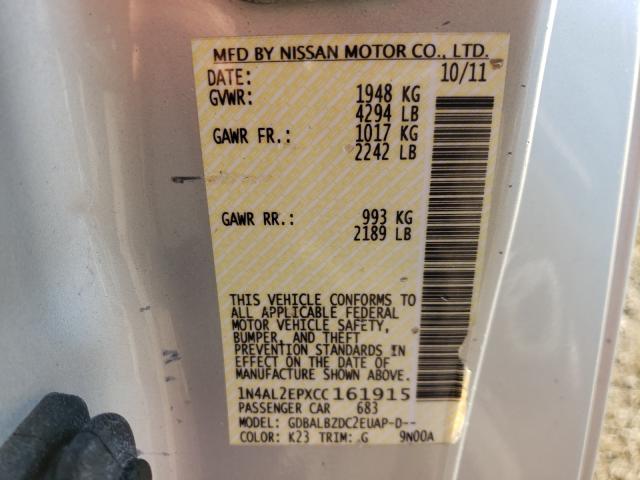 MFD BY NISSAN MOTOR CO., LTD.
DATE: 10/11
GVWR: 1948 KG
4294 LB
GAWR FR.: 1017 KG
2242 LB
GAWR RR.: 993 KG
2189 LB
THIS VEHICLE CONFORMS TO
ALL APPLICABLE FEDERAL
MOTOR VEHICLE SAFETY,
BUMPER, AND THEFT
PREVENTION STANDARDS IN
EFFECT ON THE DATE OF
MANUFACTURE SHOWN ABOVE.
1N4AL2EPXCC161915
PASSENGER CAR 683
MODEL: GDBALBZDC2EUAP-D--
COLOR: K23 TRIM: G 9N00A